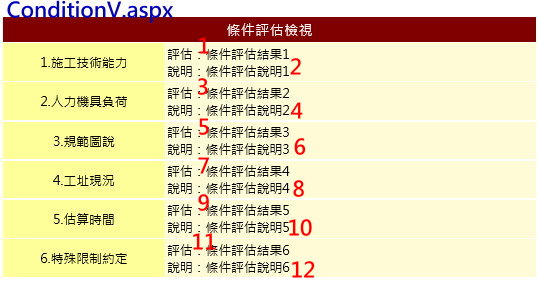 ConditionV.aspx
條件評估檢視
1.施工技術能力
評估：條件評估結果1
1
說明：條件評估說明1
2
2.人力機具負荷
評估：條件評估結果2
3
說明：條件評估說明2
4
3.規範圖說
評估：條件評估結果3
5
說明：條件評估說明3
6
4.工址現況
評估：條件評估結果4
7
說明：條件評估說明4
8
5.估算時間
評估：條件評估結果5
9
說明：條件評估說明5
10
6.特殊限制約定
評估：條件評估結果6
11
說明：條件評估說明6
12